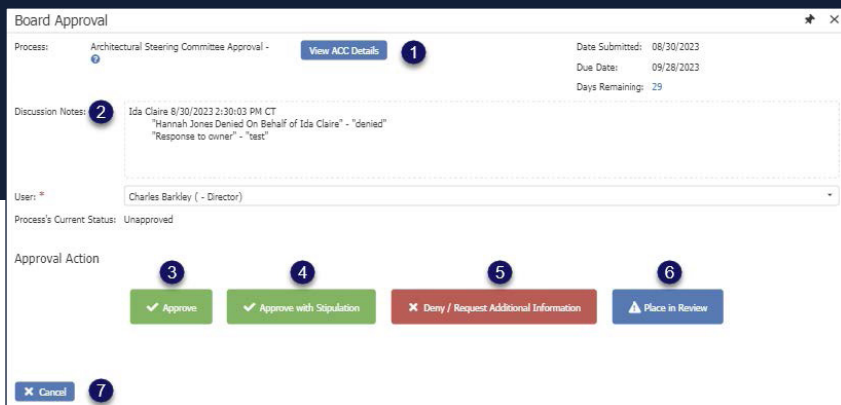 Board Approval
Process: Architectural Steering Committee Approval - View ACC Details 1 Date Submitted: 08/30/2023
Due Date: 09/28/2023
Days Remaining: 29
Discussion Notes: 2 Ida Claire 8/30/2023 2:30:03 PM CT
"Hannah Jones Denied On Behalf of Ida Claire" - "denied"
"Response to owner" - "test"
User: * Charles Barkley ( - Director)
Process's Current Status: Unapproved
Approval Action
3 4 5 6
Approve Approve with Stipulation Deny / Request Additional Information Place in Review
Cancel 7